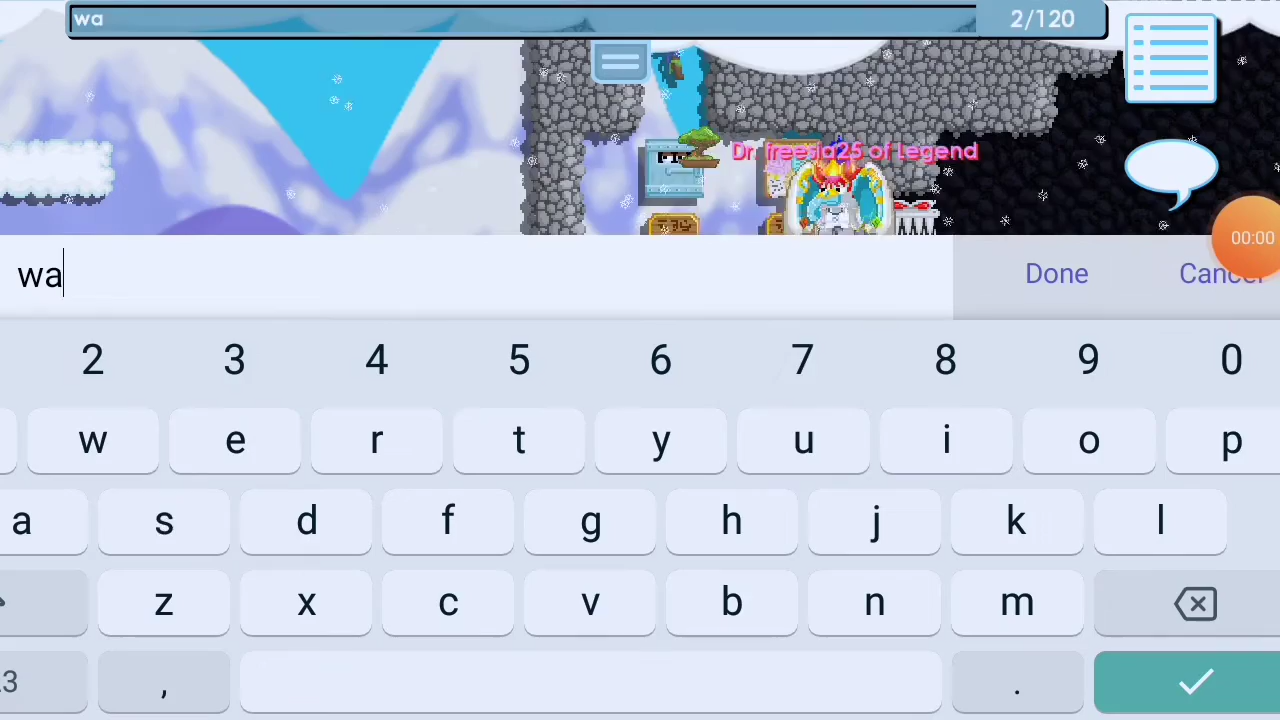 wa
2/120
Dr. freesia25 of Legend
wa
Done
Cancel
00:00
2 3 4 5 6 7 8 9 0
w e r t y u i o p
a s d f g h j k l
z x c v b n m
3 , .